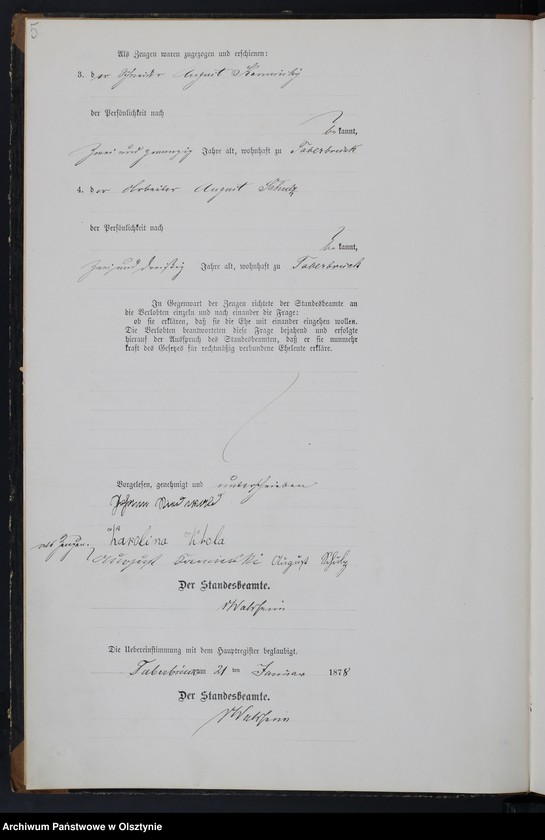 5
Als Zeugen waren zugezogen und erschienen:
3. der Schneider August
der Persönlichkeit nach
bekannt,
zwei und zwanzig Jahre alt, wohnhaft zu Taberbrück
4. der Arbeiter August Schulz
der Persönlichkeit nach
bekannt,
zwei und dreißig Jahre alt, wohnhaft zu Taberbrück
In Gegenwart der Zeugen richtete der Standesbeamte an
die Verlobten einzeln und nach einander die Frage:
ob sie erklären, daß sie die Ehe mit einander eingehen wollen.
Die Verlobten beantworteten diese Frage bejahend und erfolgte
hierauf der Ausspruch des Standesbeamten, daß er sie nunmehr
kraft des Gesetzes für rechtmäßig verbundene Eheleute erkläre.
Vorgelesen, genehmigt und unterschrieben
Johann
Karolina
als Zeugen: August August Schulz
Der Standesbeamte.
Die Uebereinstimmung mit dem Hauptregister beglaubigt.
Taberbrück am 21 ten Januar 1878
Der Standesbeamte.
Archiwum Państwowe w Olsztynie